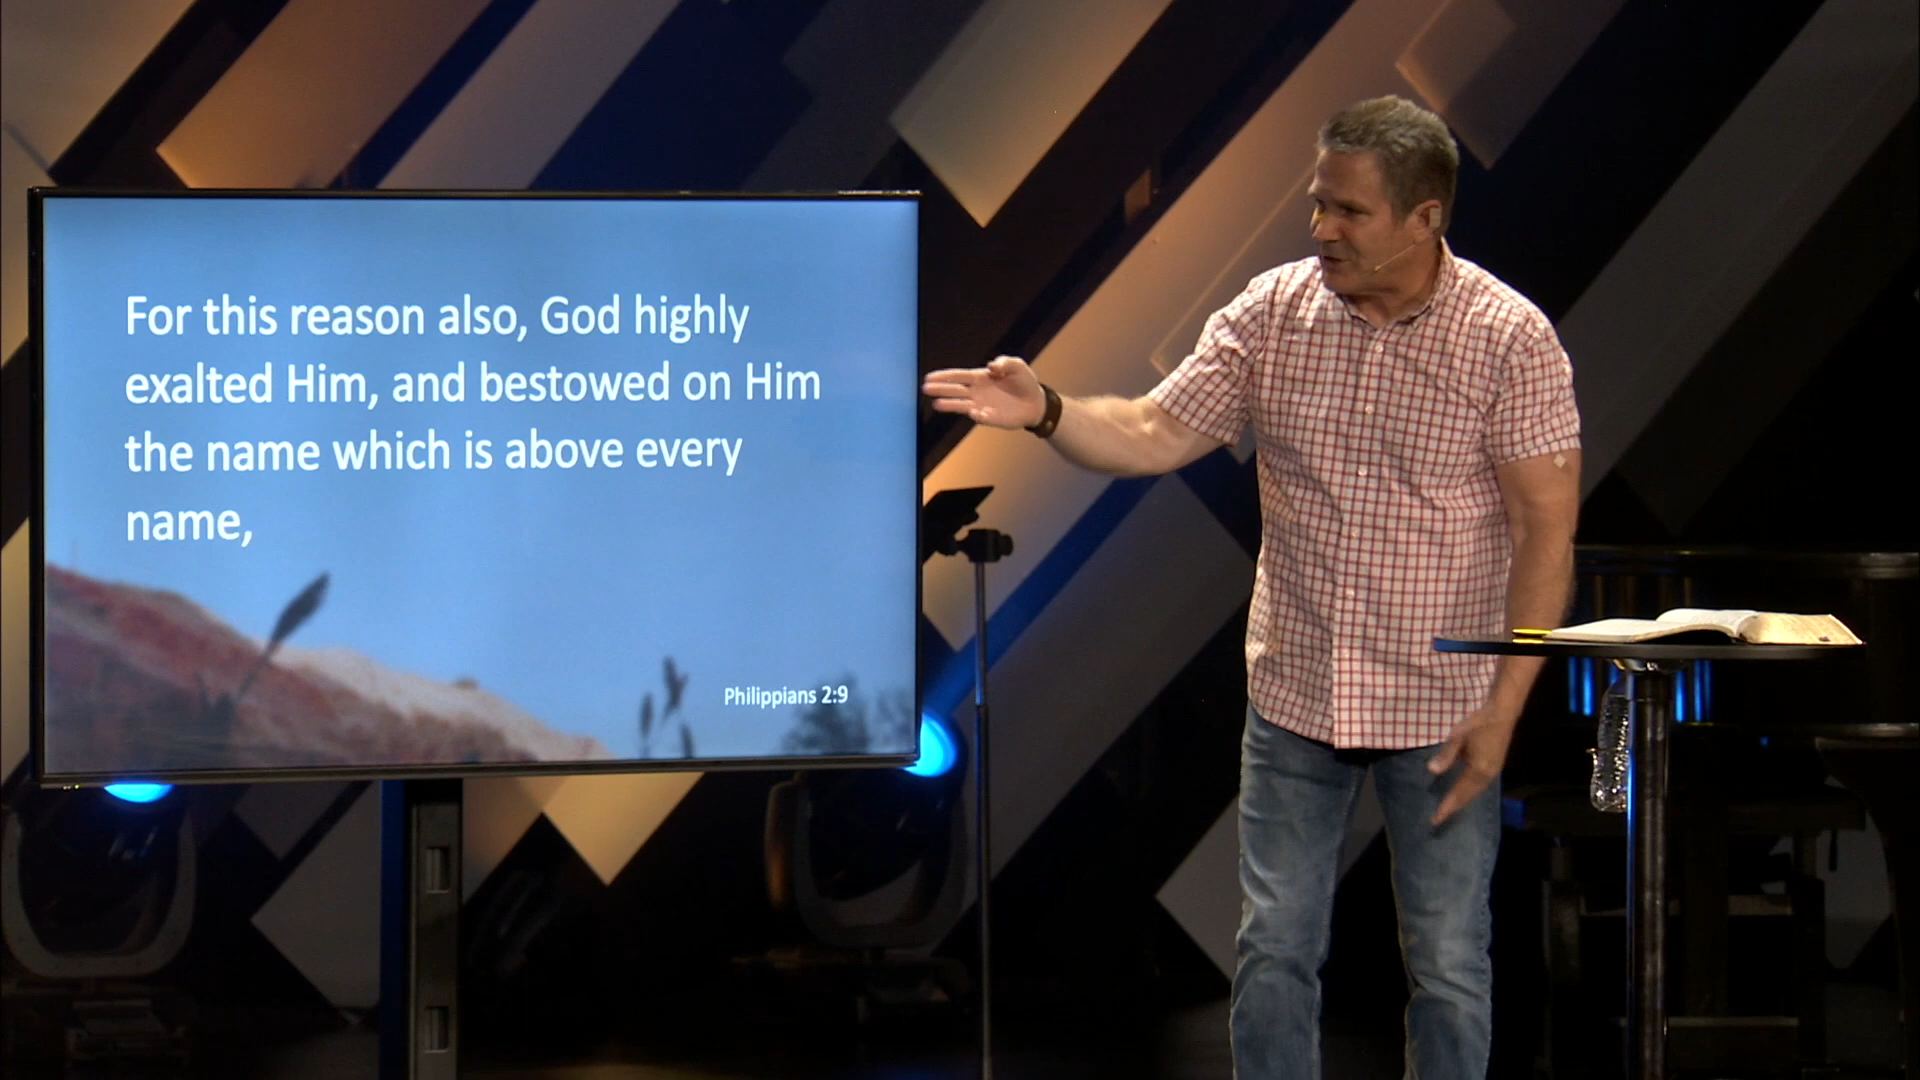 For this reason also, God highly
exalted Him, and bestowed on Him
the name which is above every
name,
Philippians 2:9